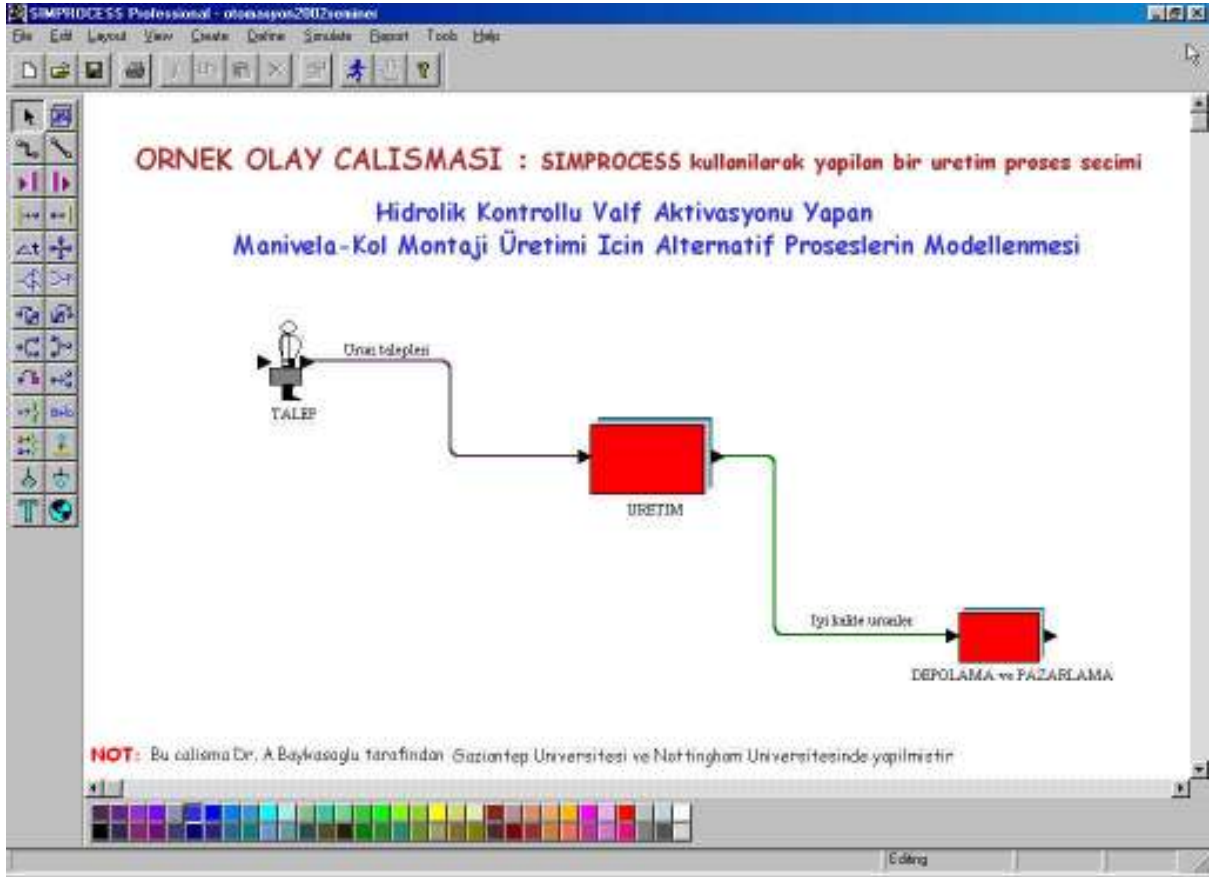 SIMPROCESS Professional - otomasyon2002seminer
File Edit Layout View Create Define Simulate Report Tools Help
ORNEK OLAY CALISMASI : SIMPROCESS kullanilarak yapilan bir uretim proses secimi
Hidrolik Kontrollu Valf Aktivasyonu Yapan
Manivela-Kol Montaji Üretimi Icin Alternatif Proseslerin Modellenmesi
Urun talepleri
TALEP
URETIM
Iyi kalite urunler
DEPOLAMA ve PAZARLAMA
NOT: Bu calisma Dr. A Baykasoglu tarafindan Gaziantep Universitesi ve Nottingham Universitesinde yapilmistir
Editing